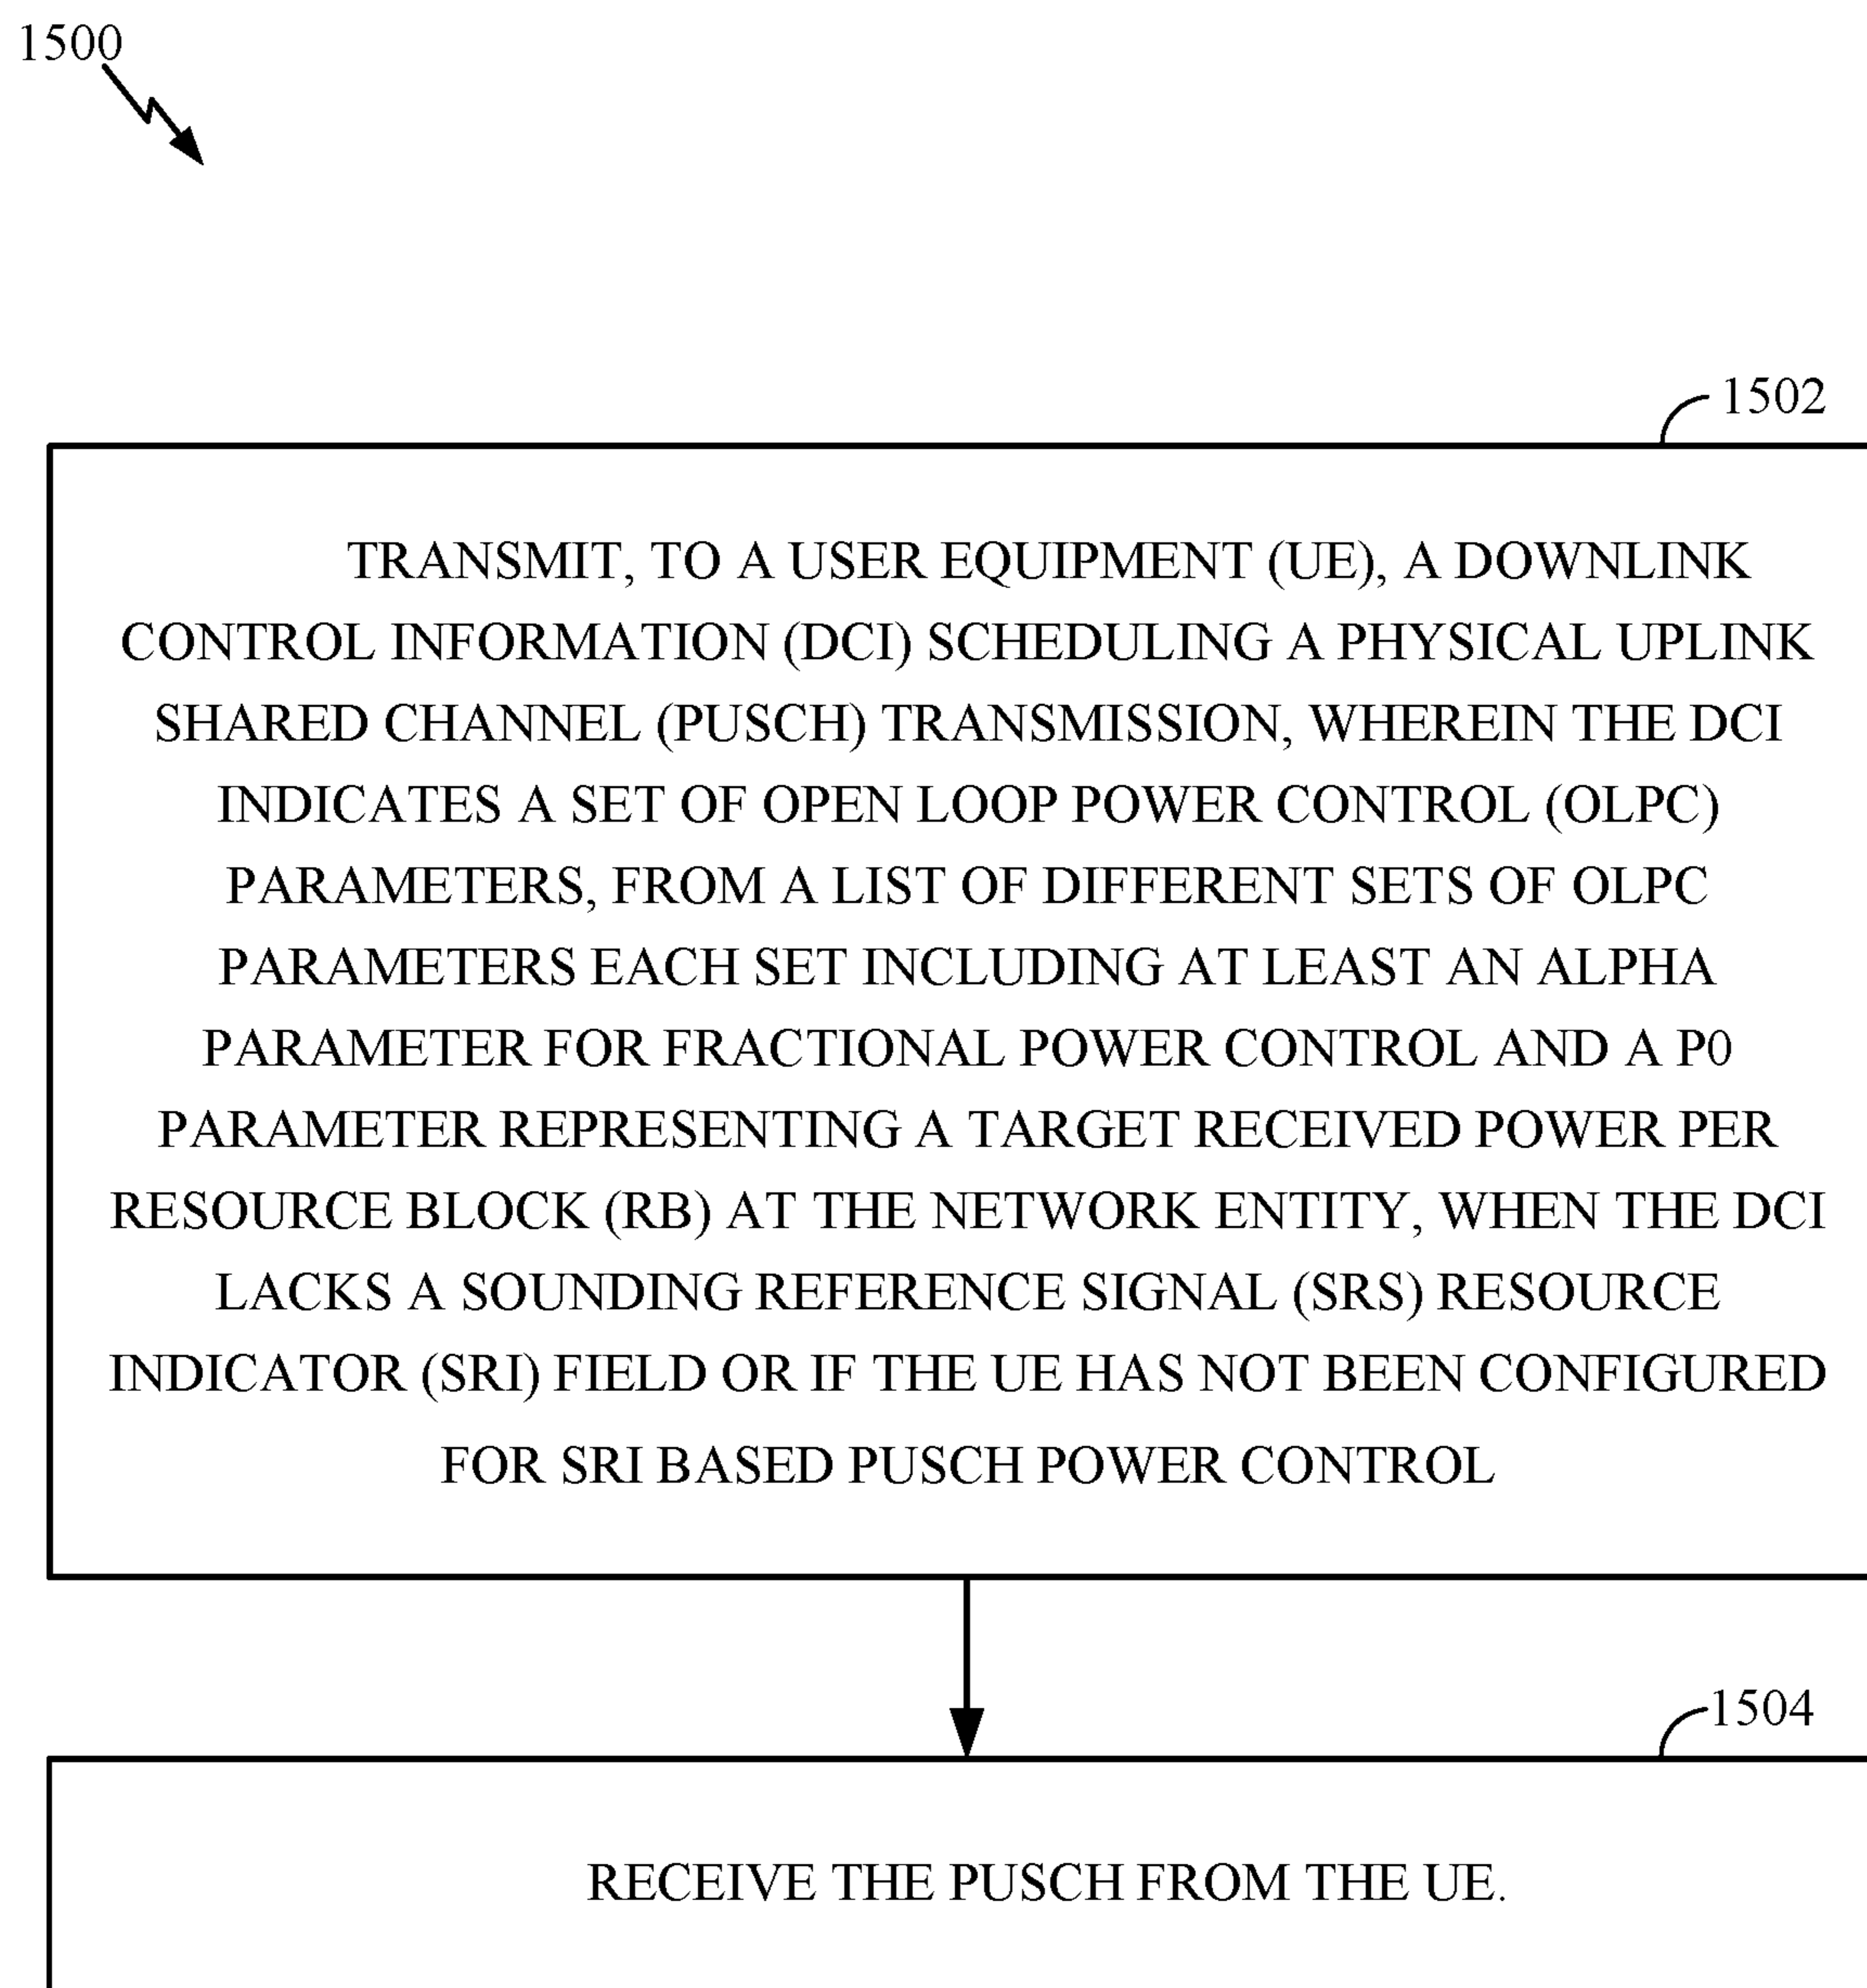 1500
1502
TRANSMIT, TO A USER EQUIPMENT (UE), A DOWNLINK
CONTROL INFORMATION (DCI) SCHEDULING A PHYSICAL UPLINK
SHARED CHANNEL (PUSCH) TRANSMISSION, WHEREIN THE DCI
INDICATES A SET OF OPEN LOOP POWER CONTROL (OLPC)
PARAMETERS, FROM A LIST OF DIFFERENT SETS OF OLPC
PARAMETERS EACH SET INCLUDING AT LEAST AN ALPHA
PARAMETER FOR FRACTIONAL POWER CONTROL AND A P0
PARAMETER REPRESENTING A TARGET RECEIVED POWER PER
RESOURCE BLOCK (RB) AT THE NETWORK ENTITY, WHEN THE DCI
LACKS A SOUNDING REFERENCE SIGNAL (SRS) RESOURCE
INDICATOR (SRI) FIELD OR IF THE UE HAS NOT BEEN CONFIGURED
FOR SRI BASED PUSCH POWER CONTROL
1504
RECEIVE THE PUSCH FROM THE UE.